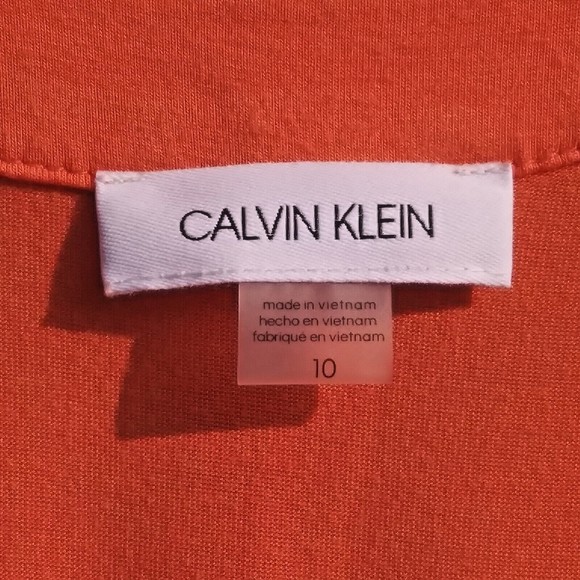 CALVIN KLEIN
made in vietnam
hecho en vietnam
fabriqué en vietnam
10